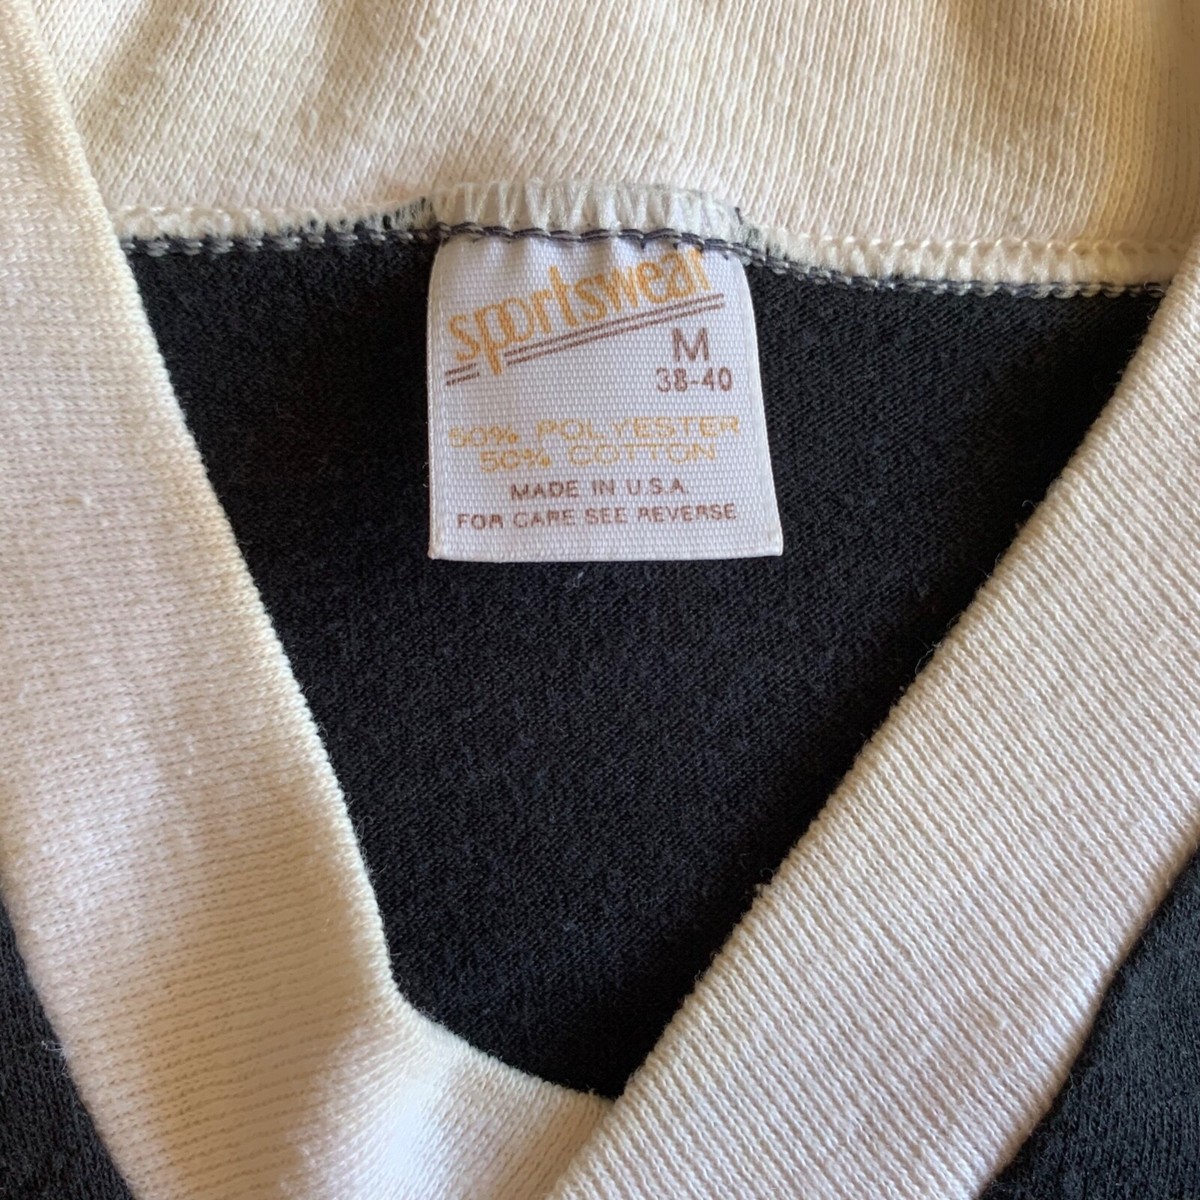 sportswear
M
38-40
50% POLYESTER
50% COTTON
MADE IN U.S.A.
FOR CARE SEE REVERSE